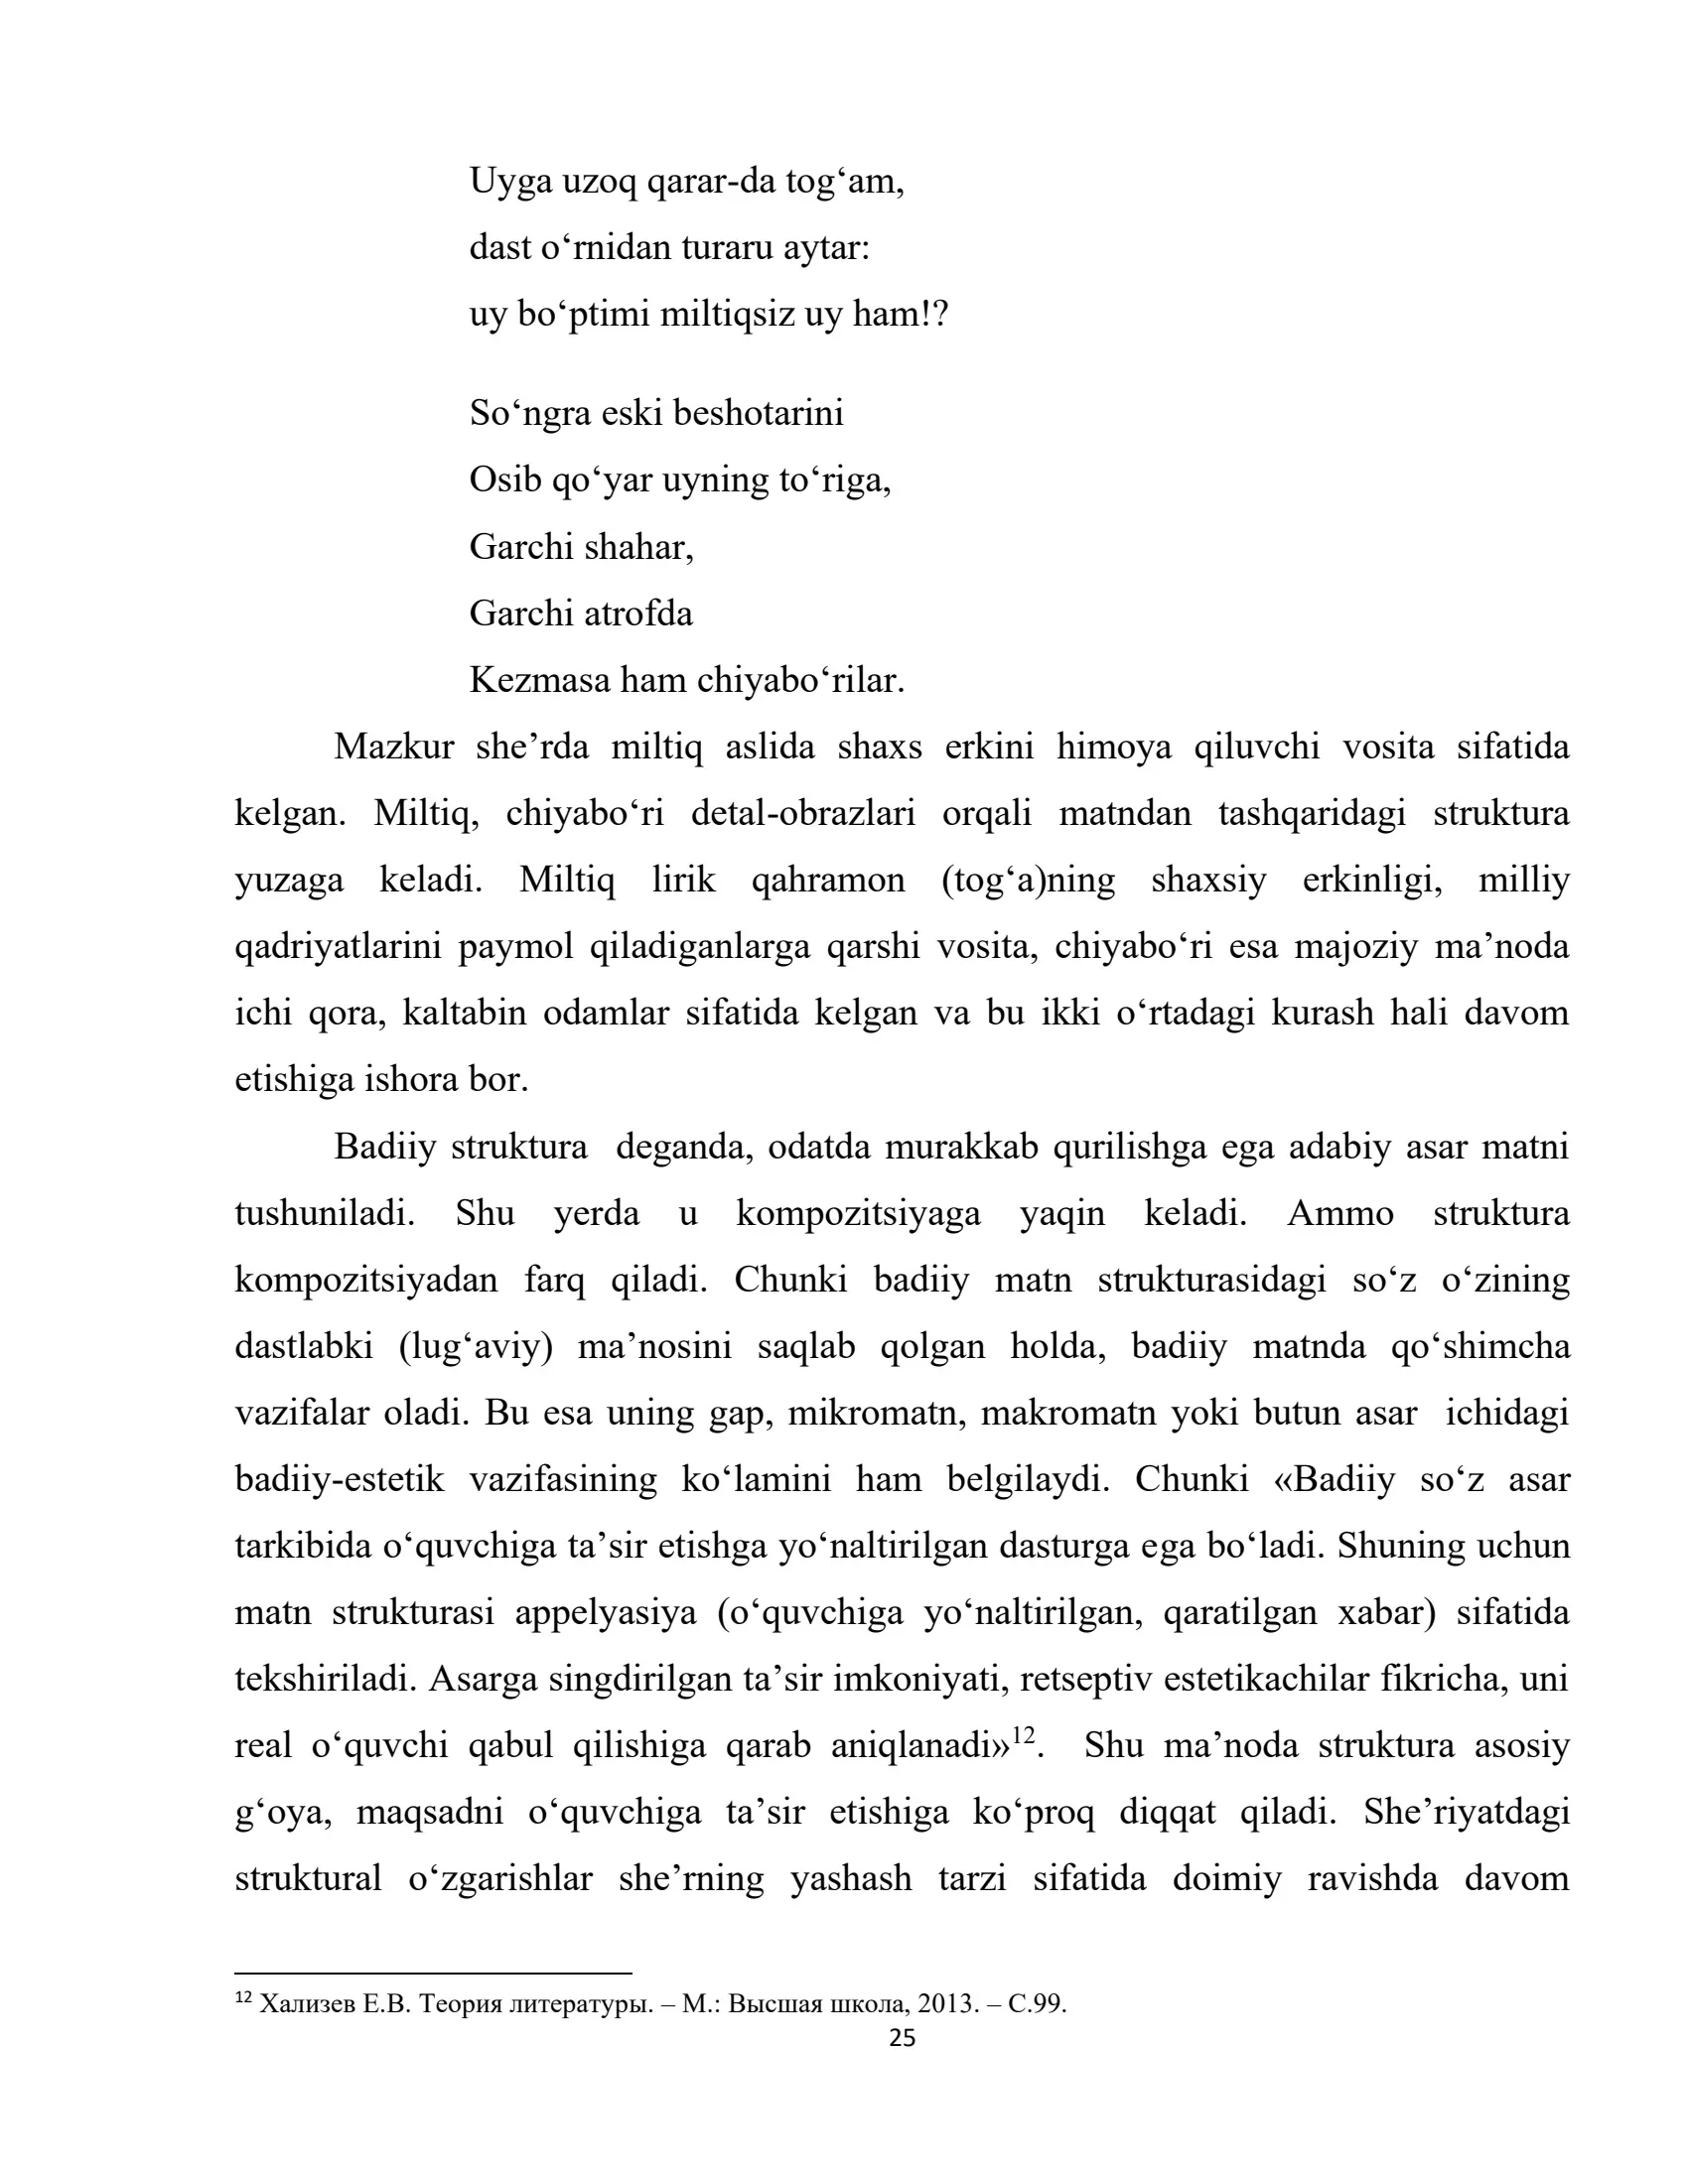 Uyga uzoq qarar-da tog‘am,
dast o‘rnidan turaru aytar:
uy bo‘ptimi miltiqsiz uy ham!?
So‘ngra eski beshotarini
Osib qo‘yar uyning to‘riga,
Garchi shahar,
Garchi atrofda
Kezmasa ham chiyabo‘rilar.
Mazkur she’rda miltiq aslida shaxs erkini himoya qiluvchi vosita sifatida
kelgan. Miltiq, chiyabo‘ri detal-obrazlari orqali matndan tashqaridagi struktura
yuzaga keladi. Miltiq lirik qahramon (tog‘a)ning shaxsiy erkinligi, milliy
qadriyatlarini paymol qiladiganlarga qarshi vosita, chiyabo‘ri esa majoziy ma’noda
ichi qora, kaltabin odamlar sifatida kelgan va bu ikki o‘rtadagi kurash hali davom
etishiga ishora bor.
Badiiy struktura  deganda, odatda murakkab qurilishga ega adabiy asar matni
tushuniladi. Shu yerda u kompozitsiyaga yaqin keladi. Ammo struktura
kompozitsiyadan farq qiladi. Chunki badiiy matn strukturasidagi so‘z o‘zining
dastlabki (lug‘aviy) ma’nosini saqlab qolgan holda, badiiy matnda qo‘shimcha
vazifalar oladi. Bu esa uning gap, mikromatn, makromatn yoki butun asar  ichidagi
badiiy-estetik vazifasining ko‘lamini ham belgilaydi. Chunki «Badiiy so‘z asar
tarkibida o‘quvchiga ta’sir etishga yo‘naltirilgan dasturga ega bo‘ladi. Shuning uchun
matn strukturasi appelyasiya (o‘quvchiga yo‘naltirilgan, qaratilgan xabar) sifatida
tekshiriladi. Asarga singdirilgan ta’sir imkoniyati, retseptiv estetikachilar fikricha, uni
real o‘quvchi qabul qilishiga qarab aniqlanadi»¹².  Shu ma’noda struktura asosiy
g‘oya, maqsadni o‘quvchiga ta’sir etishiga ko‘proq diqqat qiladi. She’riyatdagi
struktural o‘zgarishlar she’rning yashash tarzi sifatida doimiy ravishda davom
¹² Хализев Е.В. Теория литературы. – М.: Высшая школа, 2013. – С.99.
25